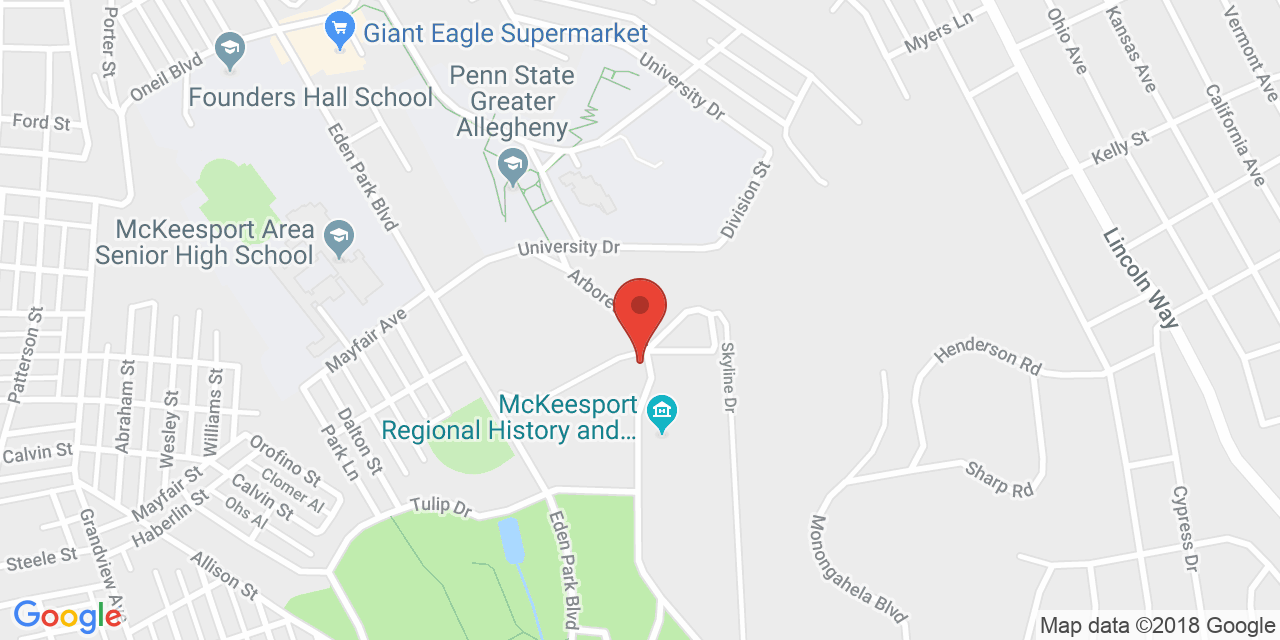 Porter St
Oneil Blvd
Giant Eagle Supermarket
Founders Hall School
Penn State
Greater
Allegheny
University Dr
Myers Ln
Ohio Ave
Kansas Ave
Vermont Ave
California Ave
Kelly St
Ford St
Eden Park Blvd
Division St
McKeesport Area
Senior High School
University Dr
Arbore
Lincoln Way
Patterson St
Mayfair Ave
Skyline Dr
Henderson Rd
Abraham St
Wesley St
Williams St
McKeesport
Regional History and...
Dalton St
Park Ln
Calvin St
Orofino St
Clomer Al
Calvin St
Ohs Al
Mayfair St
Haberlin St
Sharp Rd
Tulip Dr
Cypress Dr
Grandview Ave
Eden Park Blvd
Monongahela Blvd
Steele St
Allison St
Google
Map data ©2018 Google